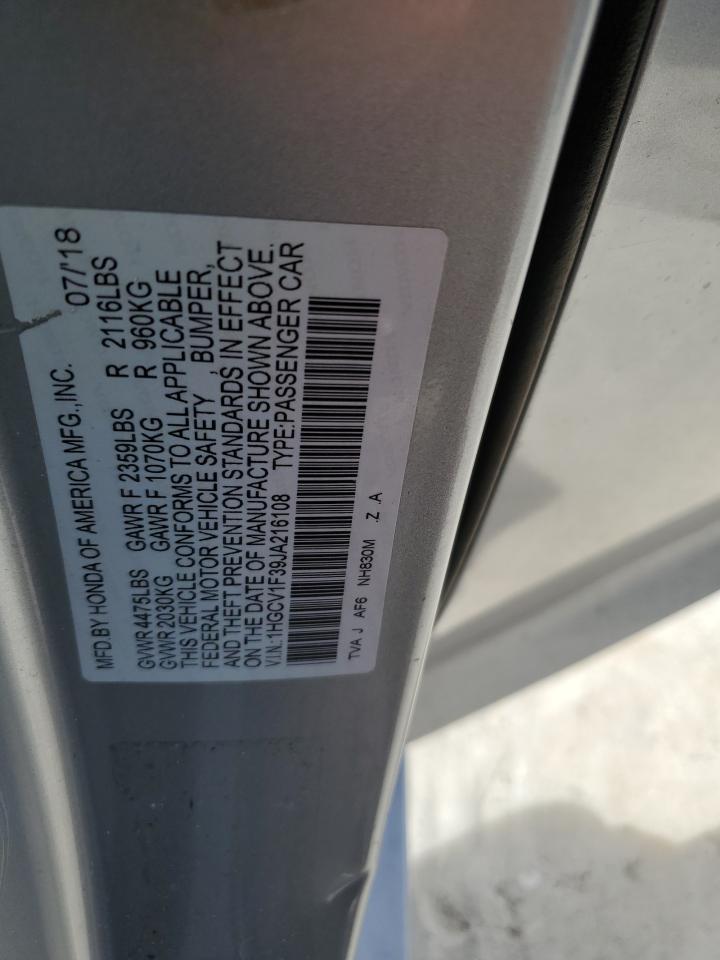 MFD.BY HONDA OF AMERICA MFG.,INC. 07/'18
GVWR 4475LBS GAWR F 2359LBS R 2116LBS
GVWR 2030KG GAWR F 1070KG R 960KG
THIS VEHICLE CONFORMS TO ALL APPLICABLE
FEDERAL MOTOR VEHICLE SAFETY , BUMPER,
AND THEFT PREVENTION STANDARDS IN EFFECT
ON THE DATE OF MANUFACTURE SHOWN ABOVE.
V.I.N.:1HGCV1F39JA216108 TYPE:PASSENGER CAR
TVA J AF6 NH830M .Z .A